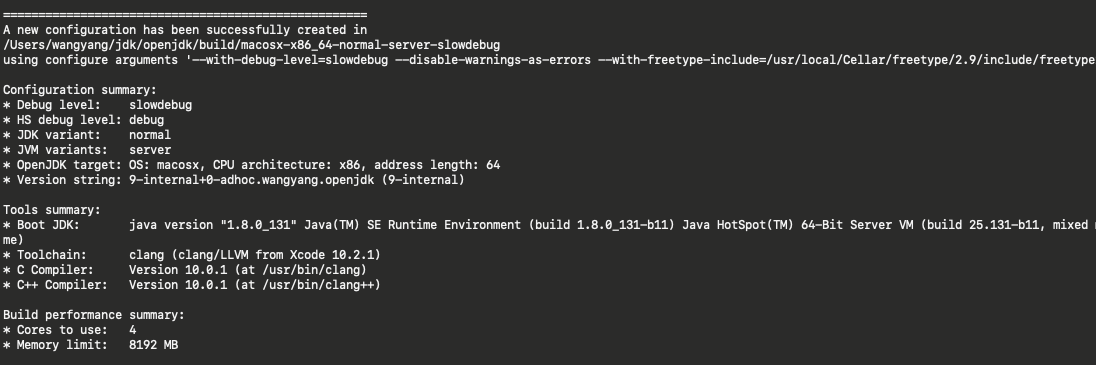 ====================================================
A new configuration has been successfully created in
/Users/wangyang/jdk/openjdk/build/macosx-x86_64-normal-server-slowdebug
using configure arguments '--with-debug-level=slowdebug --disable-warnings-as-errors --with-freetype-include=/usr/local/Cellar/freetype/2.9/include/freetype
Configuration summary:
* Debug level:    slowdebug
* HS debug level: debug
* JDK variant:    normal
* JVM variants:   server
* OpenJDK target: OS: macosx, CPU architecture: x86, address length: 64
* Version string: 9-internal+0-adhoc.wangyang.openjdk (9-internal)
Tools summary:
* Boot JDK:       java version "1.8.0_131" Java(TM) SE Runtime Environment (build 1.8.0_131-b11) Java HotSpot(TM) 64-Bit Server VM (build 25.131-b11, mixed
me)
* Toolchain:      clang (clang/LLVM from Xcode 10.2.1)
* C Compiler:     Version 10.0.1 (at /usr/bin/clang)
* C++ Compiler:   Version 10.0.1 (at /usr/bin/clang++)
Build performance summary:
* Cores to use:   4
* Memory limit:   8192 MB